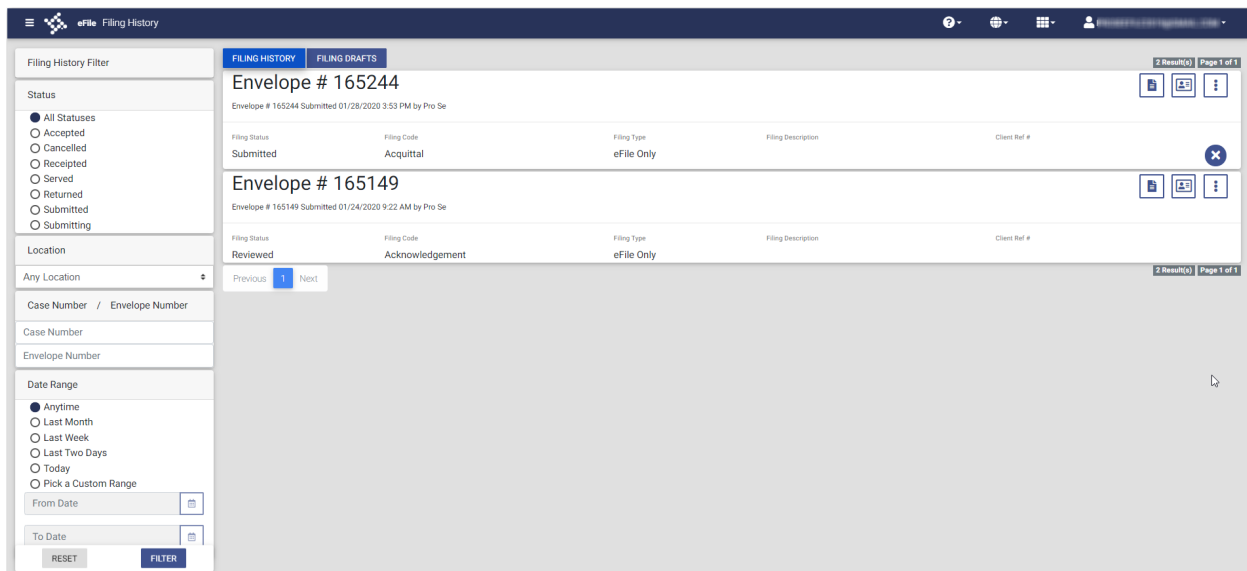 eFile Filing History
Filing History Filter
Status
All Statuses
Accepted
Cancelled
Receipted
Served
Returned
Submitted
Submitting
Location
Any Location
Case Number / Envelope Number
Case Number
Envelope Number
Date Range
Anytime
Last Month
Last Week
Last Two Days
Today
Pick a Custom Range
From Date
To Date
RESET FILTER
FILING HISTORY FILING DRAFTS
2 Result(s) Page 1 of 1
Envelope # 165244
Envelope # 165244 Submitted 01/28/2020 3:53 PM by Pro Se
Filing Status Filing Code Filing Type Filing Description Client Ref #
Submitted Acquittal eFile Only
Envelope # 165149
Envelope # 165149 Submitted 01/24/2020 9:22 AM by Pro Se
Filing Status Filing Code Filing Type Filing Description Client Ref #
Reviewed Acknowledgement eFile Only
Previous 1 Next
2 Result(s) Page 1 of 1